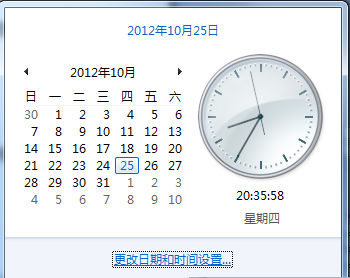 2012年10月25日
2012年10月
日 一 二 三 四 五 六
30 1 2 3 4 5 6
7 8 9 10 11 12 13
14 15 16 17 18 19 20
21 22 23 24 25 26 27
28 29 30 31 1 2 3
4 5 6 7 8 9 10
20:35:58
星期四
更改日期和时间设置...